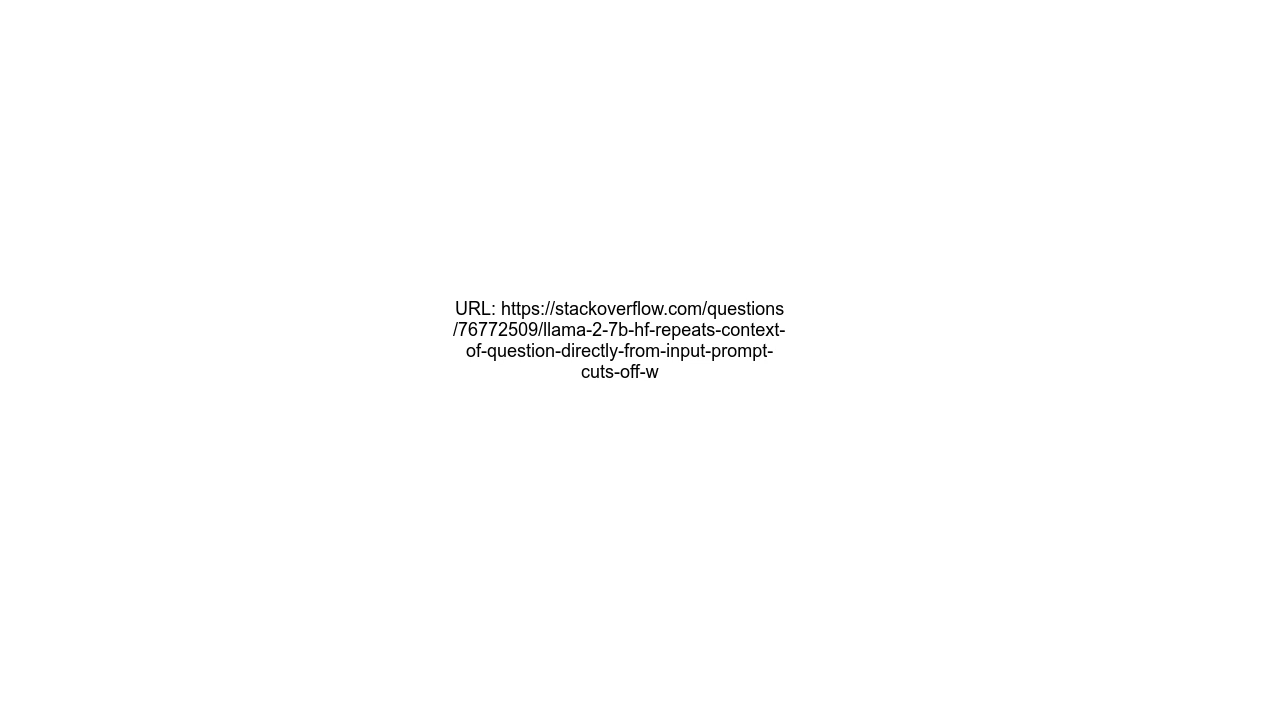 URL: https://stackoverflow.com/questions
/76772509/llama-2-7b-hf-repeats-context-
of-question-directly-from-input-prompt-
cuts-off-w